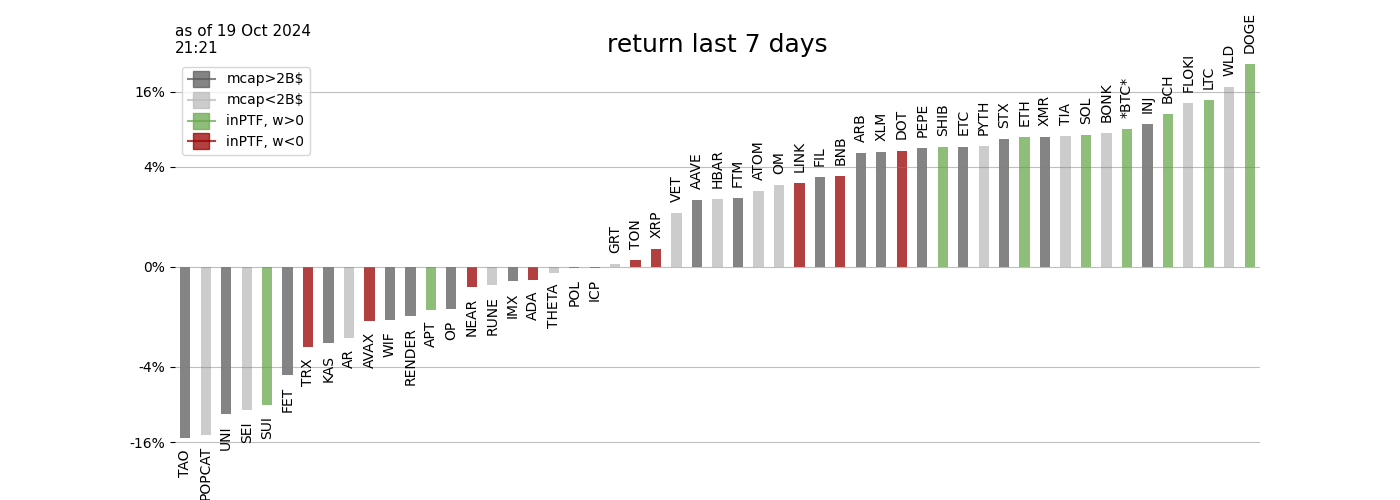 as of 19 Oct 2024
21:21
return last 7 days
mcap>2B$
mcap<2B$
inPTF, w>0
inPTF, w<0
16%
4%
0%
-4%
-16%
TAO
POPCAT
UNI
SEI
SUI
FET
TRX
KAS
AR
AVAX
WIF
RENDER
APT
OP
NEAR
RUNE
IMX
ADA
THETA
POL
ICP
GRT
TON
XRP
VET
AAVE
HBAR
FTM
ATOM
OM
LINK
FIL
BNB
ARB
XLM
DOT
PEPE
SHIB
ETC
PYTH
STX
ETH
XMR
TIA
SOL
BONK
*BTC*
INJ
BCH
FLOKI
LTC
WLD
DOGE